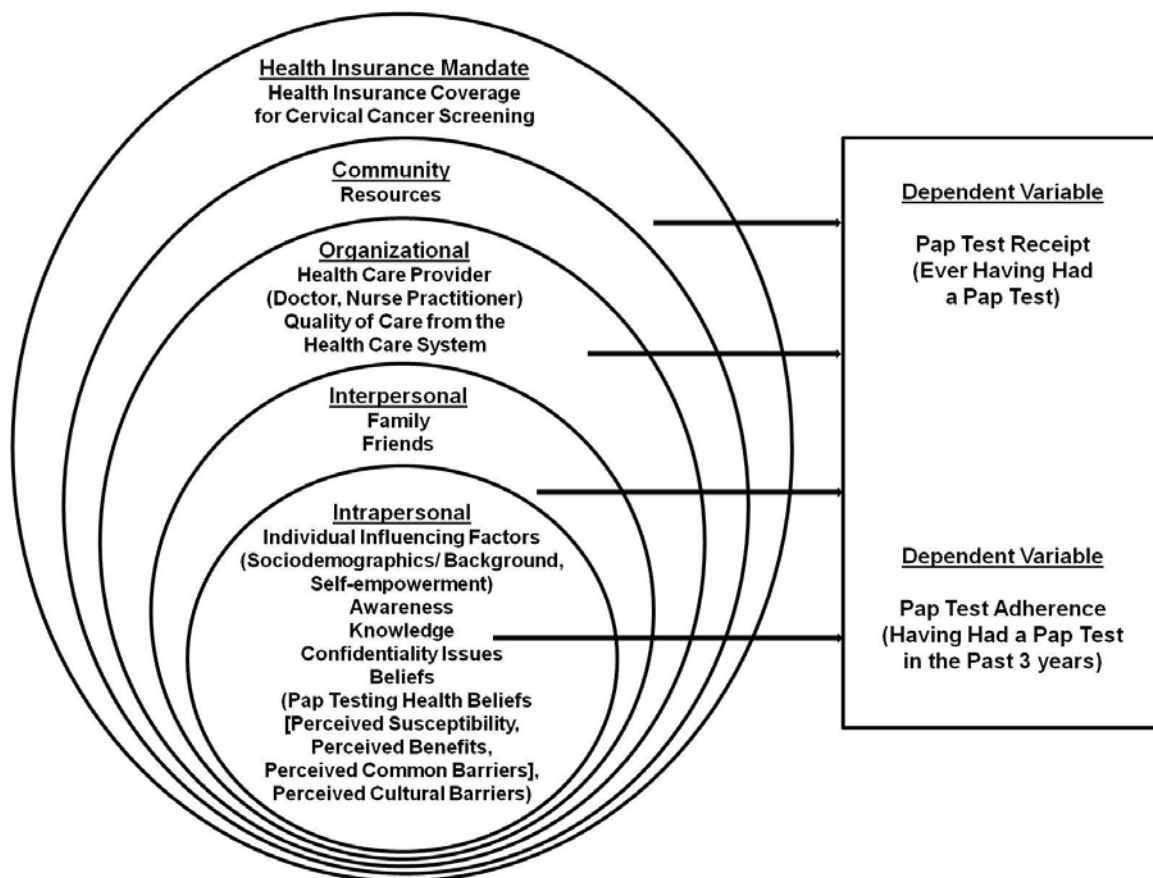 Health Insurance Mandate
Health Insurance Coverage
for Cervical Cancer Screening
Community
Resources
Organizational
Health Care Provider
(Doctor, Nurse Practitioner)
Quality of Care from the
Health Care System
Interpersonal
Family
Friends
Intrapersonal
Individual Influencing Factors
(Sociodemographics/ Background,
Self-empowerment)
Awareness
Knowledge
Confidentiality Issues
Beliefs
(Pap Testing Health Beliefs
[Perceived Susceptibility,
Perceived Benefits,
Perceived Common Barriers],
Perceived Cultural Barriers)
Dependent Variable
Pap Test Receipt
(Ever Having Had
a Pap Test)
Dependent Variable
Pap Test Adherence
(Having Had a Pap Test
in the Past 3 years)